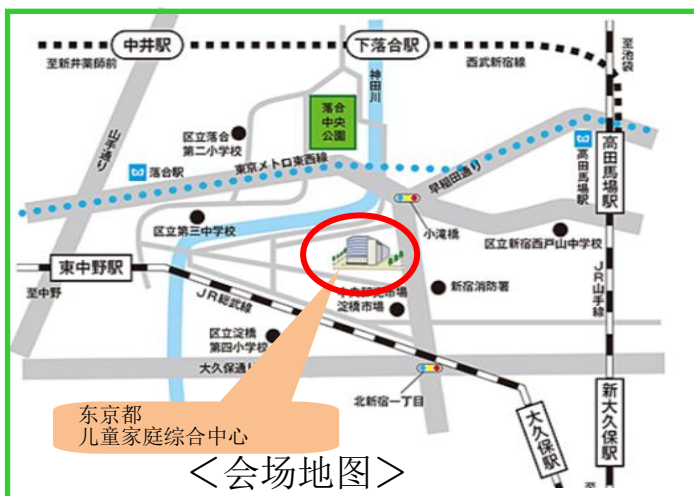 中井駅
下落合駅
至新井薬師前
西武新宿線
至池袋
神田川
落合
中央
公園
山手通り
区立落合
第二小学校
東京メトロ東西線
落合駅
早稲田通り
高田馬場駅
高田馬場駅
小滝橋
区立第三中学校
区立新宿西戸山中学校
東中野駅
至中野
JR総武線
JR山手線
新宿消防署
淀橋市場
区立淀橋
第四小学校
大久保通り
北新宿一丁目
大久保駅
新大久保駅
东京都
儿童家庭综合中心
＜会场地图＞